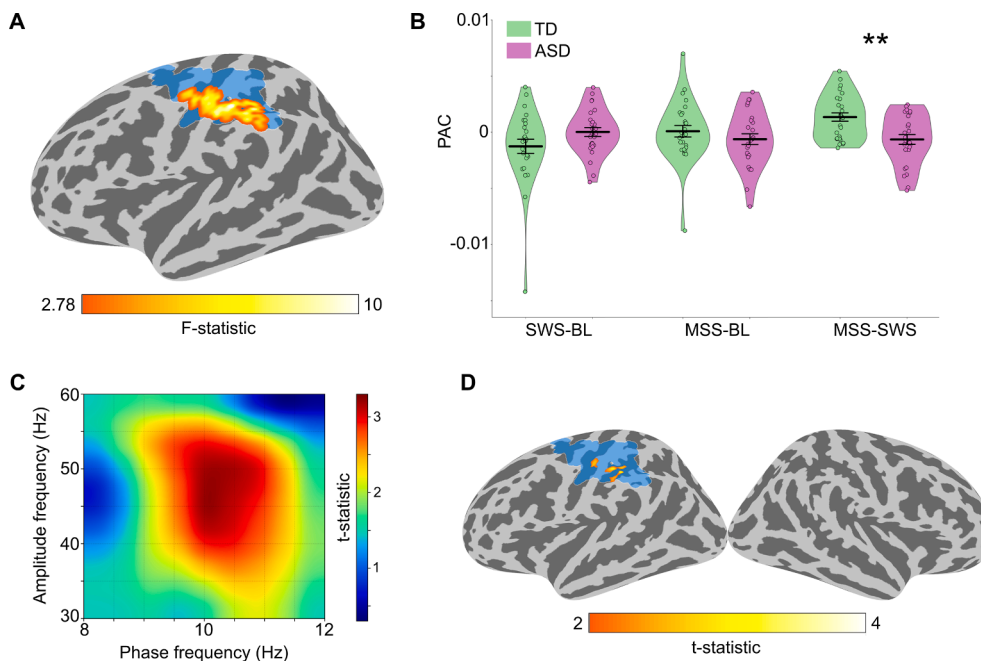 A
2.78
10
F-statistic
B
TD
ASD
**
0.01
0
-0.01
PAC
SWS-BL
MSS-BL
MSS-SWS
C
60
50
40
30
Amplitude frequency (Hz)
8
10
12
Phase frequency (Hz)
3
2
1
t-statistic
D
2
4
t-statistic